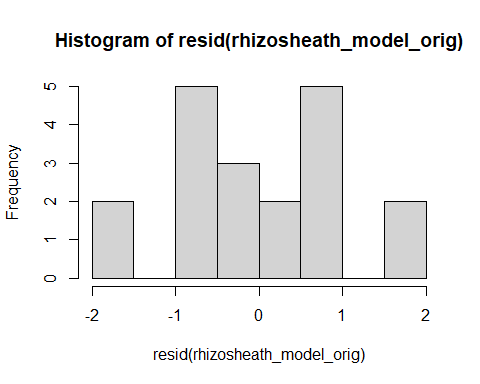 Histogram of resid(rhizosheath_model_orig)
Frequency
5
4
3
2
1
0
-2 -1 0 1 2
resid(rhizosheath_model_orig)